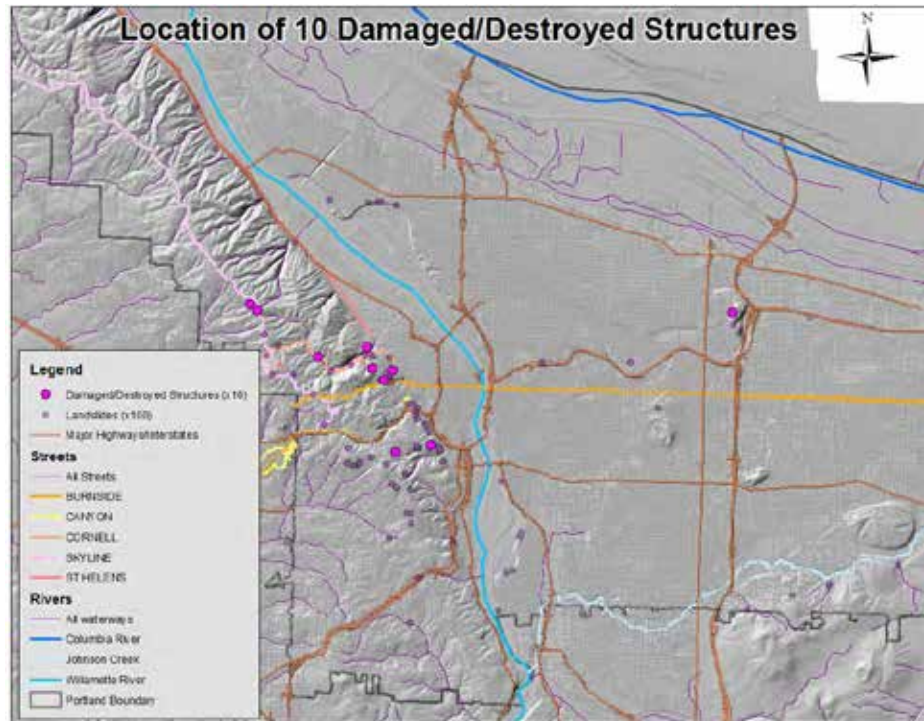 Location of 10 Damaged/Destroyed Structures
N
Legend
Damaged/Destroyed Structures (x10)
Landslides (x100)
Major Highways/Interstates
Streets
All Streets
BURNSIDE
CANYON
CORNELL
SKYLINE
ST HELENS
Rivers
All waterways
Columbia River
Johnson Creek
Willamette River
Portland Boundary